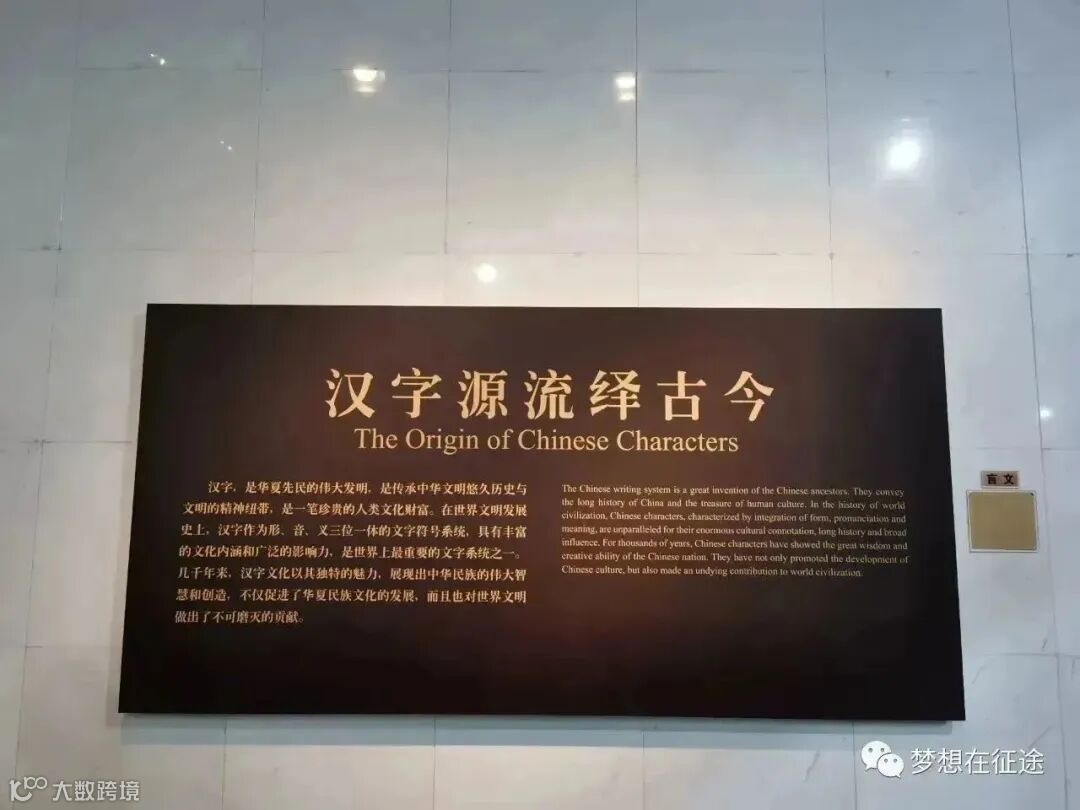 汉字源流绎古今
The Origin of Chinese Characters
汉字，是华夏先民的伟大发明，是传承中华文明悠久历史与
文明的精神纽带，是一笔珍贵的人类文化财富。在世界文明发展
史上，汉字作为形、音、义三位一体的文字符号系统，具有丰富
的文化内涵和广泛的影响力，是世界上最重要的文字系统之一。
几千年来，汉字文化以其独特的魅力，展现出中华民族的伟大智
慧和创造，不仅促进了华夏民族文化的发展，而且也对世界文明
做出了不可磨灭的贡献。
The Chinese writing system is a great invention of the Chinese ancestors. They convey
the long history of China and the treasure of human culture. In the history of world
civilization, Chinese characters, characterized by integration of form, pronunciation and
meaning, are unparalleled for their enormous cultural connotation, long history and broad
influence. For thousands of years, Chinese characters have showed the great wisdom and
creative ability of the Chinese nation. They have not only promoted the development of
Chinese culture, but also made an undying contribution to world civilization.
盲文
梦想在征途
大数跨境